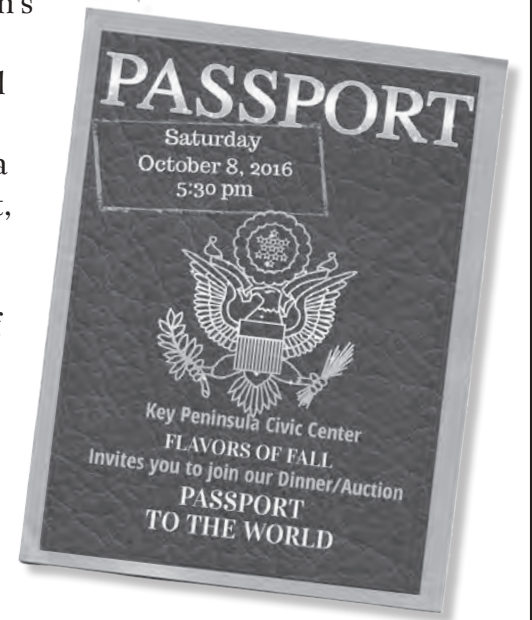 n's
l
a
t,
f
PASSPORT
Saturday
October 8, 2016
5:30 pm
Key Peninsula Civic Center
FLAVORS OF FALL
Invites you to join our Dinner/Auction
PASSPORT
TO THE WORLD